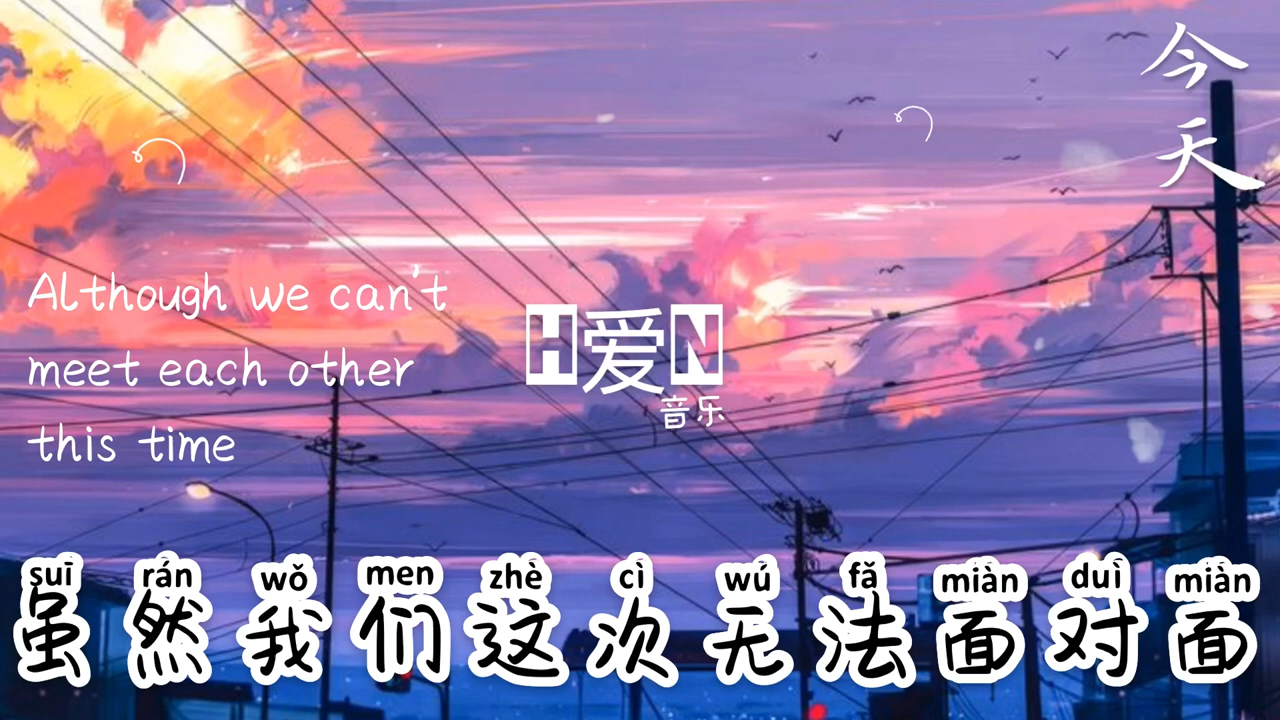 今天
Although we can't
meet each other
this time
H爱N
音乐
suī rán wǒ men zhè cì wú fǎ miàn duì miàn
虽然我们这次无法面对面